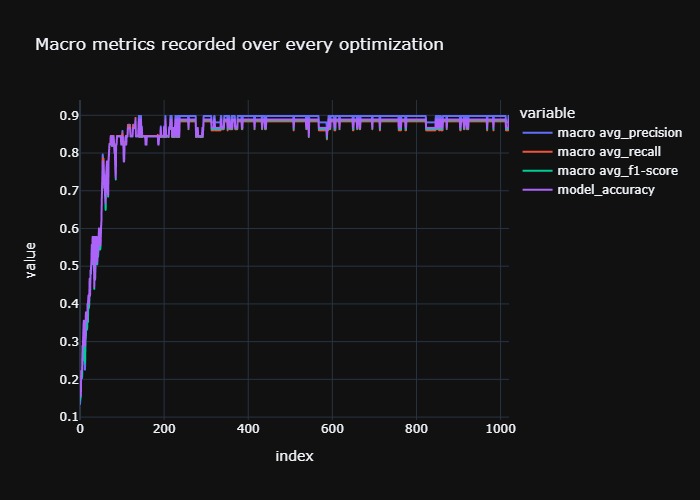 Macro metrics recorded over every optimization
variable
macro avg_precision
macro avg_recall
macro avg_f1-score
model_accuracy
value
0.9
0.8
0.7
0.6
0.5
0.4
0.3
0.2
0.1
0 200 400 600 800 1000
index